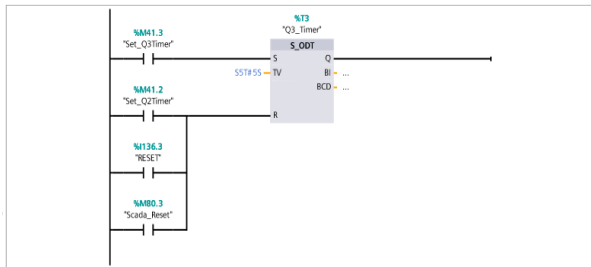 %T3
"Q3_Timer"
%M41.3
"Set_Q3Timer"
S_ODT
S Q
S5T#5S TV BI ...
BCD ...
%M41.2
"Set_Q2Timer"
R
%I136.3
"RESET"
%M80.3
"Scada_Reset"